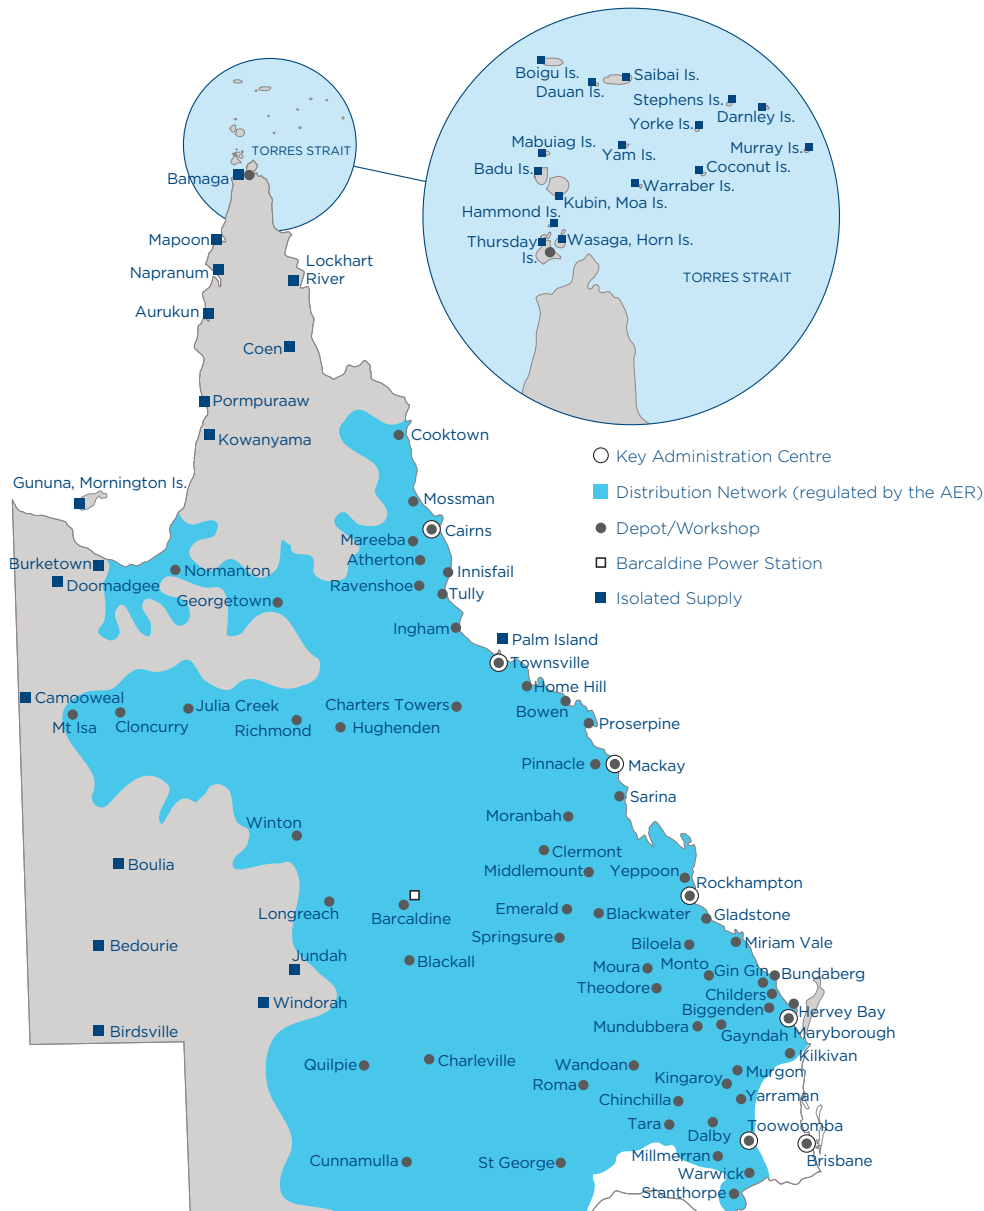 Boigu Is.
Saibai Is.
Dauan Is.
Stephens Is.
Darnley Is.
Yorke Is.
Mabuiag Is.
Yam Is.
Murray Is.
Badu Is.
Coconut Is.
Warraber Is.
Kubin, Moa Is.
Hammond Is.
Thursday
Is.
Wasaga, Horn Is.
TORRES STRAIT
TORRES STRAIT
Bamaga
Mapoon
Napranum
Lockhart
River
Aurukun
Coen
Pormpuraaw
Kowanyama
Cooktown
Key Administration Centre
Distribution Network (regulated by the AER)
Depot/Workshop
Barcaldine Power Station
Isolated Supply
Gununa, Mornington Is.
Mossman
Cairns
Mareeba
Atherton
Burketown
Doomadgee
Normanton
Innisfail
Ravenshoe
Tully
Georgetown
Ingham
Palm Island
Townsville
Home Hill
Camooweal
Mt Isa
Cloncurry
Julia Creek
Richmond
Charters Towers
Hughenden
Bowen
Proserpine
Pinnacle
Mackay
Sarina
Moranbah
Winton
Clermont
Middlemount
Yeppoon
Boulia
Rockhampton
Longreach
Barcaldine
Emerald
Blackwater
Gladstone
Springsure
Biloela
Miriam Vale
Bedourie
Jundah
Blackall
Moura
Monto
Gin Gin
Bundaberg
Theodore
Childers
Windorah
Biggenden
Hervey Bay
Birdsville
Mundubbera
Gayndah
Maryborough
Kilkivan
Quilpie
Charleville
Wandoan
Murgon
Roma
Kingaroy
Chinchilla
Yarraman
Tara
Dalby
Toowoomba
Cunnamulla
St George
Millmerran
Brisbane
Warwick
Stanthorpe